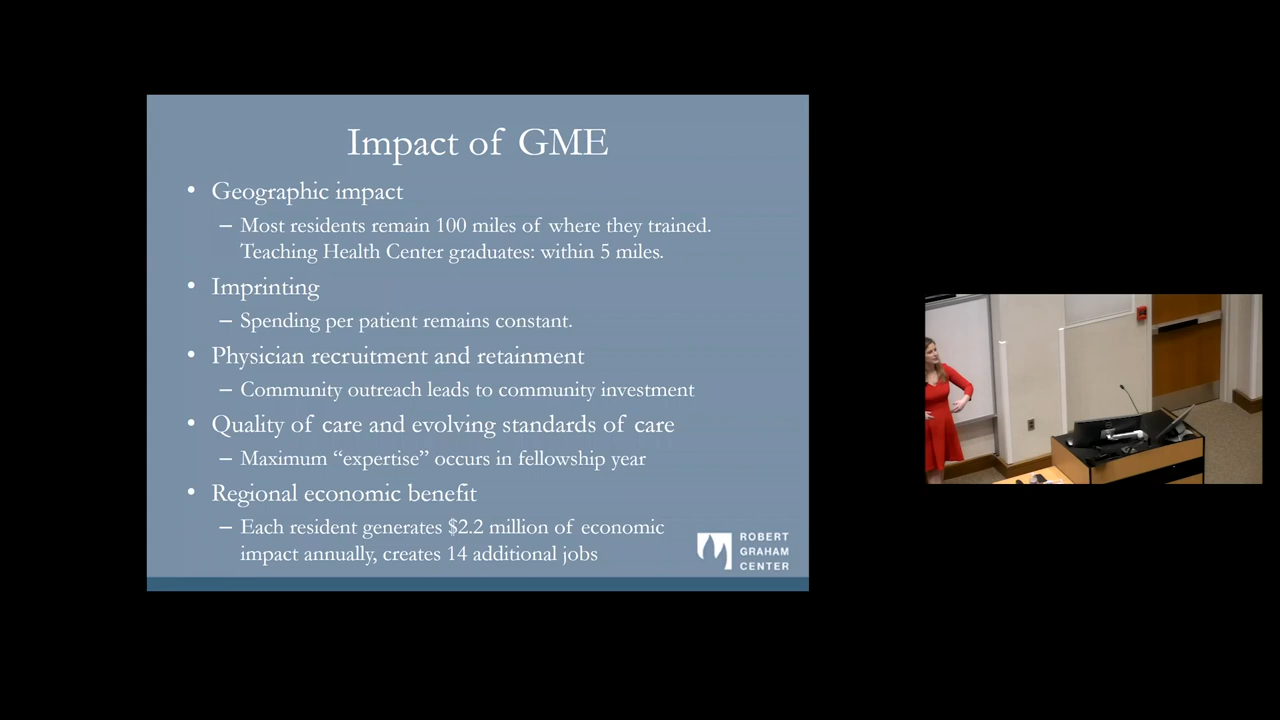 Impact of GME
• Geographic impact
– Most residents remain 100 miles of where they trained.
Teaching Health Center graduates: within 5 miles.
• Imprinting
– Spending per patient remains constant.
• Physician recruitment and retainment
– Community outreach leads to community investment
• Quality of care and evolving standards of care
– Maximum “expertise” occurs in fellowship year
• Regional economic benefit
– Each resident generates $2.2 million of economic
impact annually, creates 14 additional jobs
ROBERT
GRAHAM
CENTER